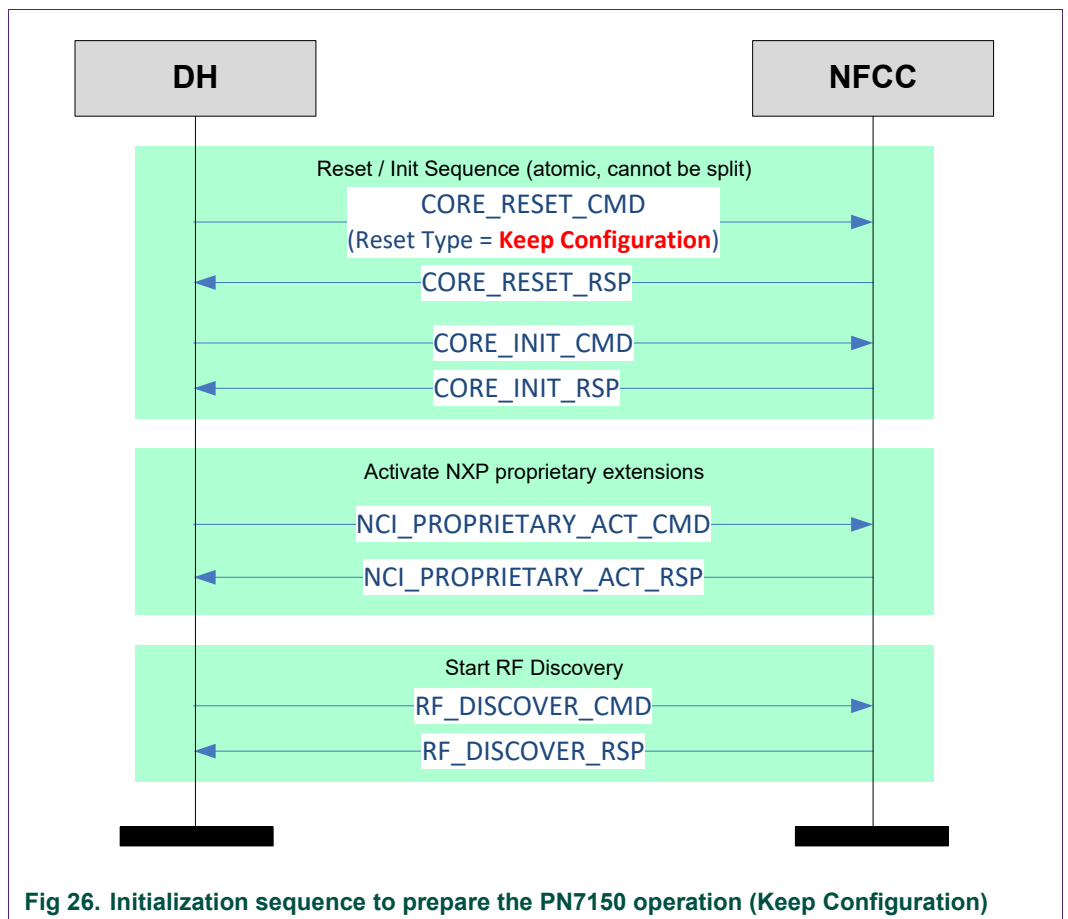 DH
NFCC
Reset / Init Sequence (atomic, cannot be split)
CORE_RESET_CMD
(Reset Type = Keep Configuration)
CORE_RESET_RSP
CORE_INIT_CMD
CORE_INIT_RSP
Activate NXP proprietary extensions
NCI_PROPRIETARY_ACT_CMD
NCI_PROPRIETARY_ACT_RSP
Start RF Discovery
RF_DISCOVER_CMD
RF_DISCOVER_RSP
Fig 26. Initialization sequence to prepare the PN7150 operation (Keep Configuration)